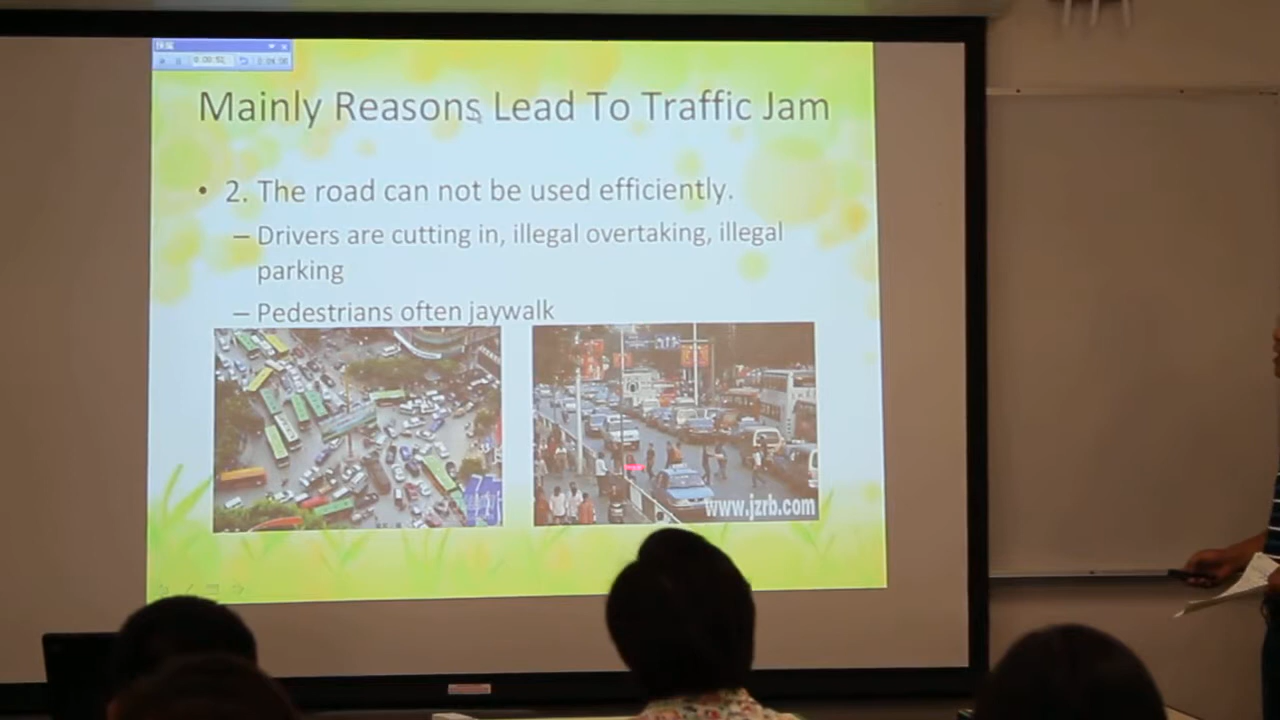 Mainly Reasons Lead To Traffic Jam
• 2. The road can not be used efficiently.
– Drivers are cutting in, illegal overtaking, illegal
parking
– Pedestrians often jaywalk
www.jzrb.com